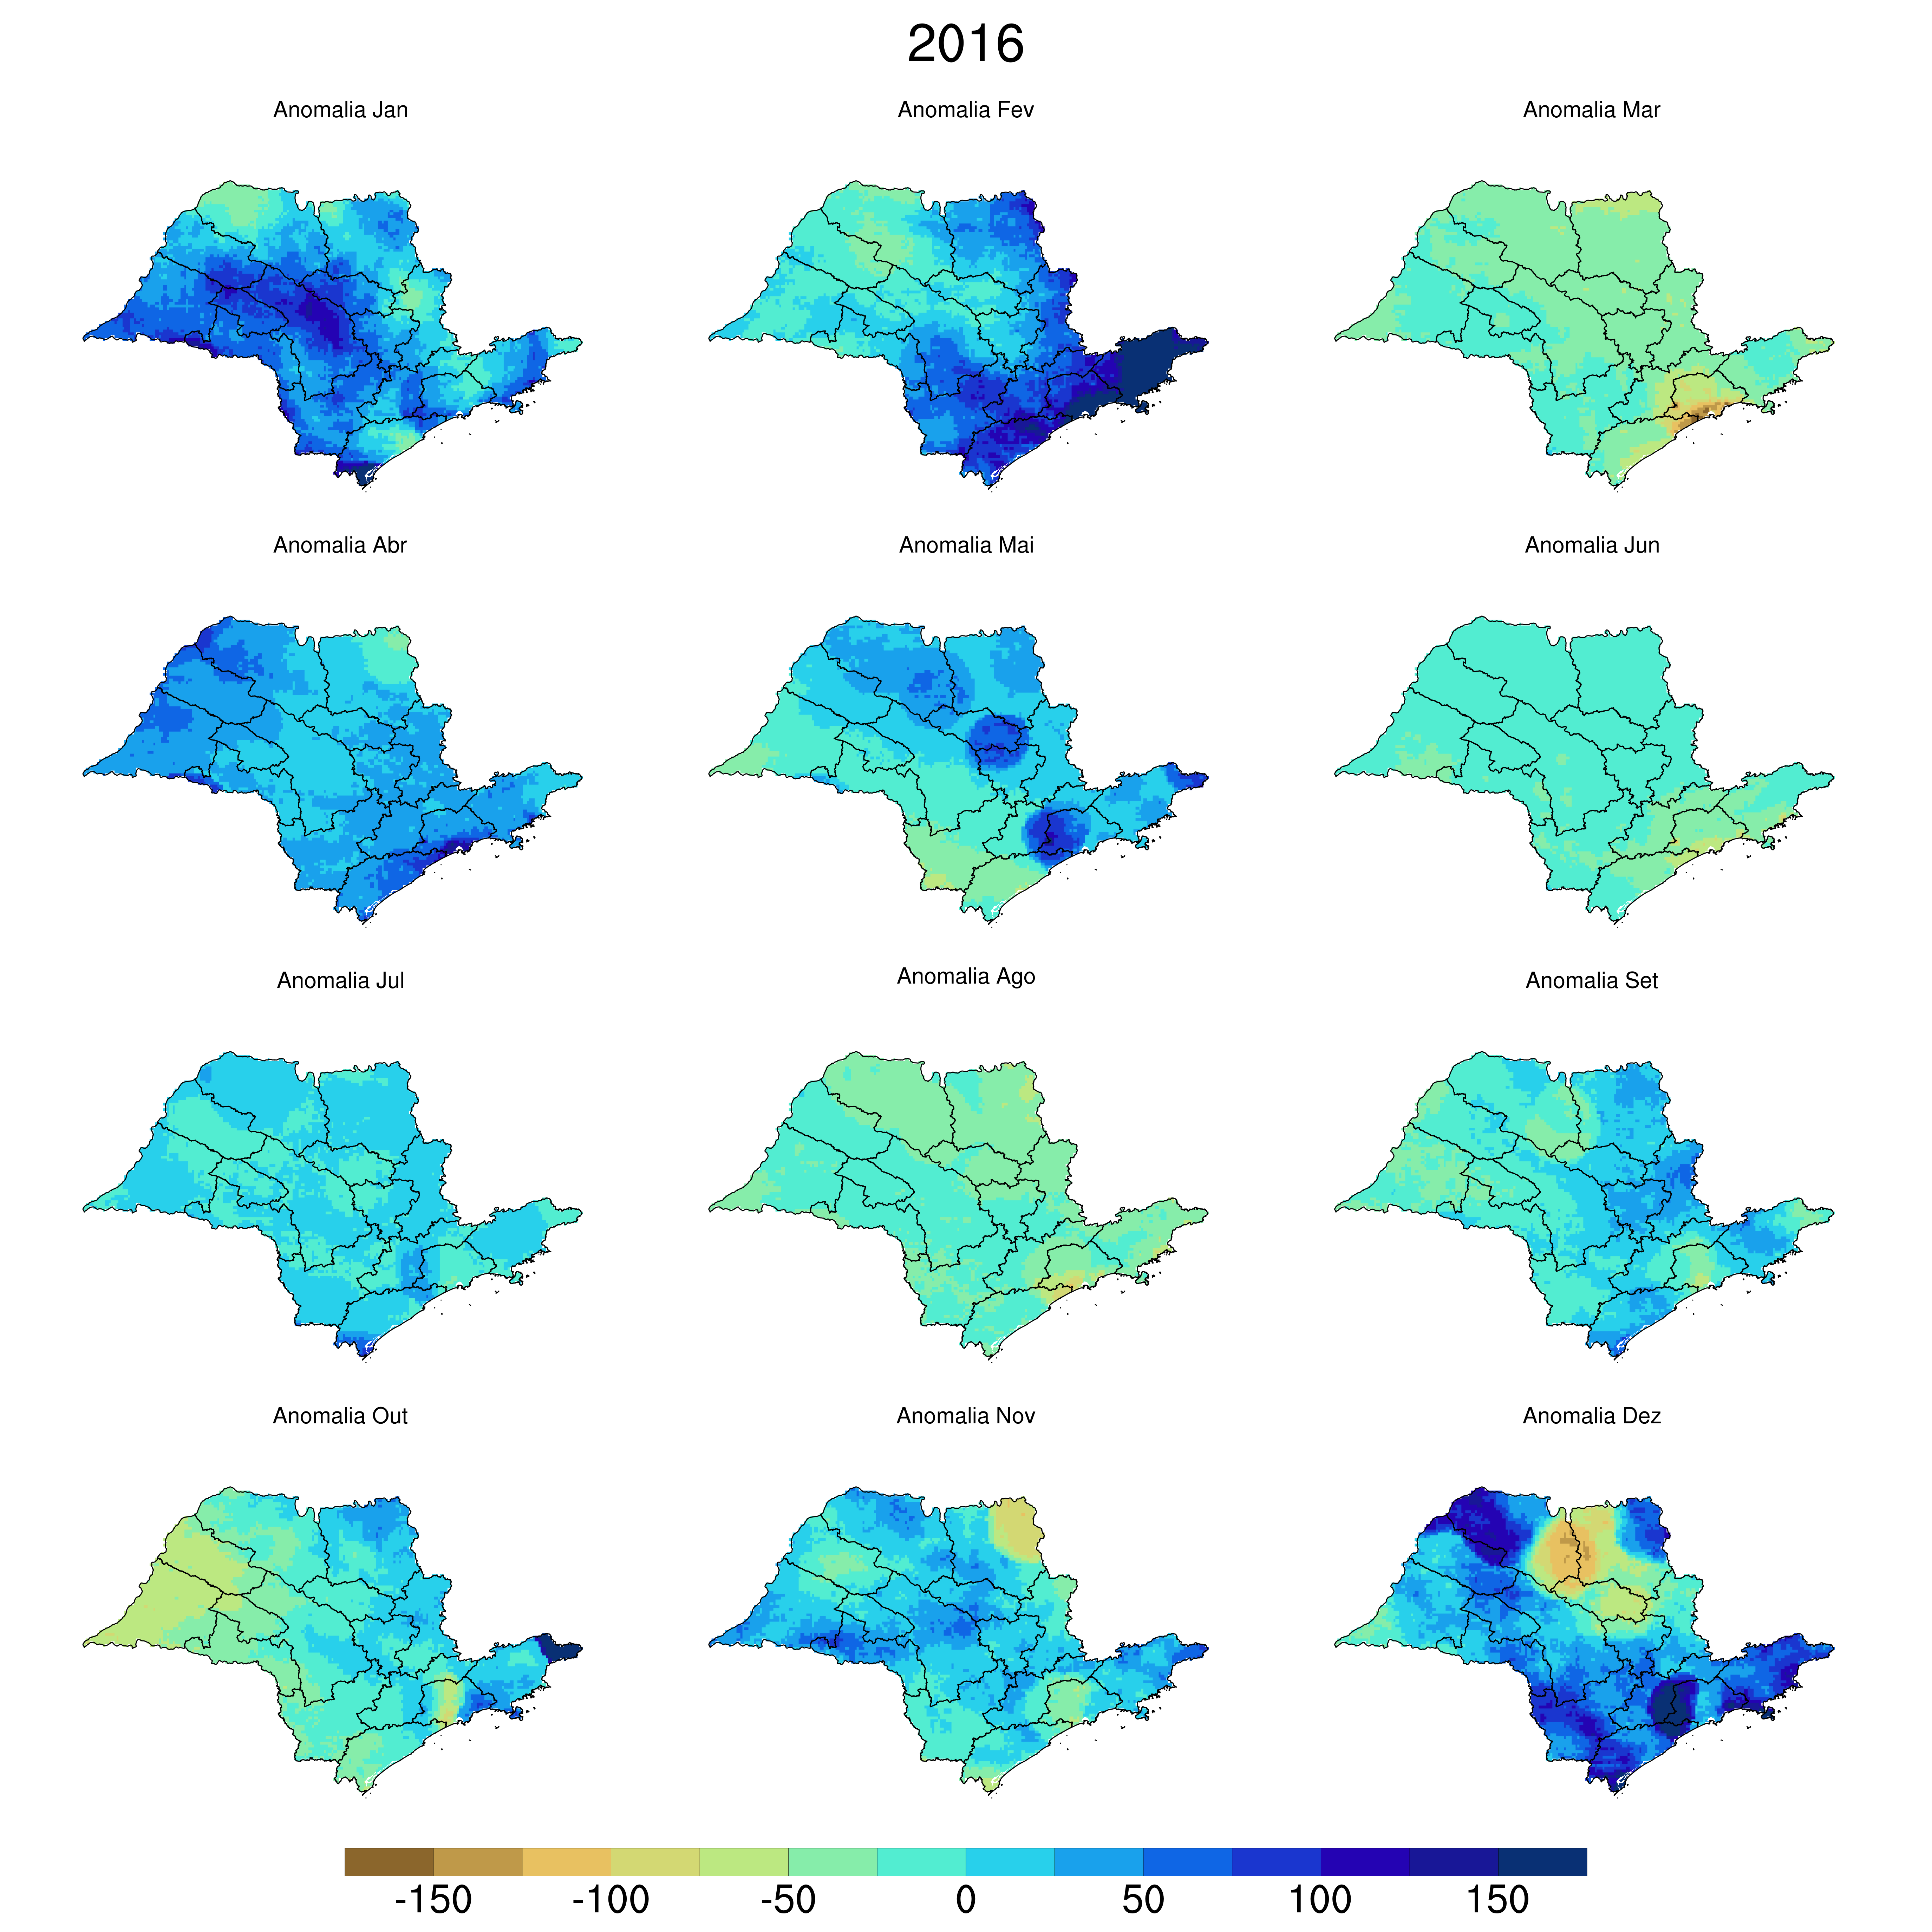 2016
Anomalia Jan
Anomalia Fev
Anomalia Mar
Anomalia Abr
Anomalia Mai
Anomalia Jun
Anomalia Jul
Anomalia Ago
Anomalia Set
Anomalia Out
Anomalia Nov
Anomalia Dez
-150 -100 -50 0 50 100 150